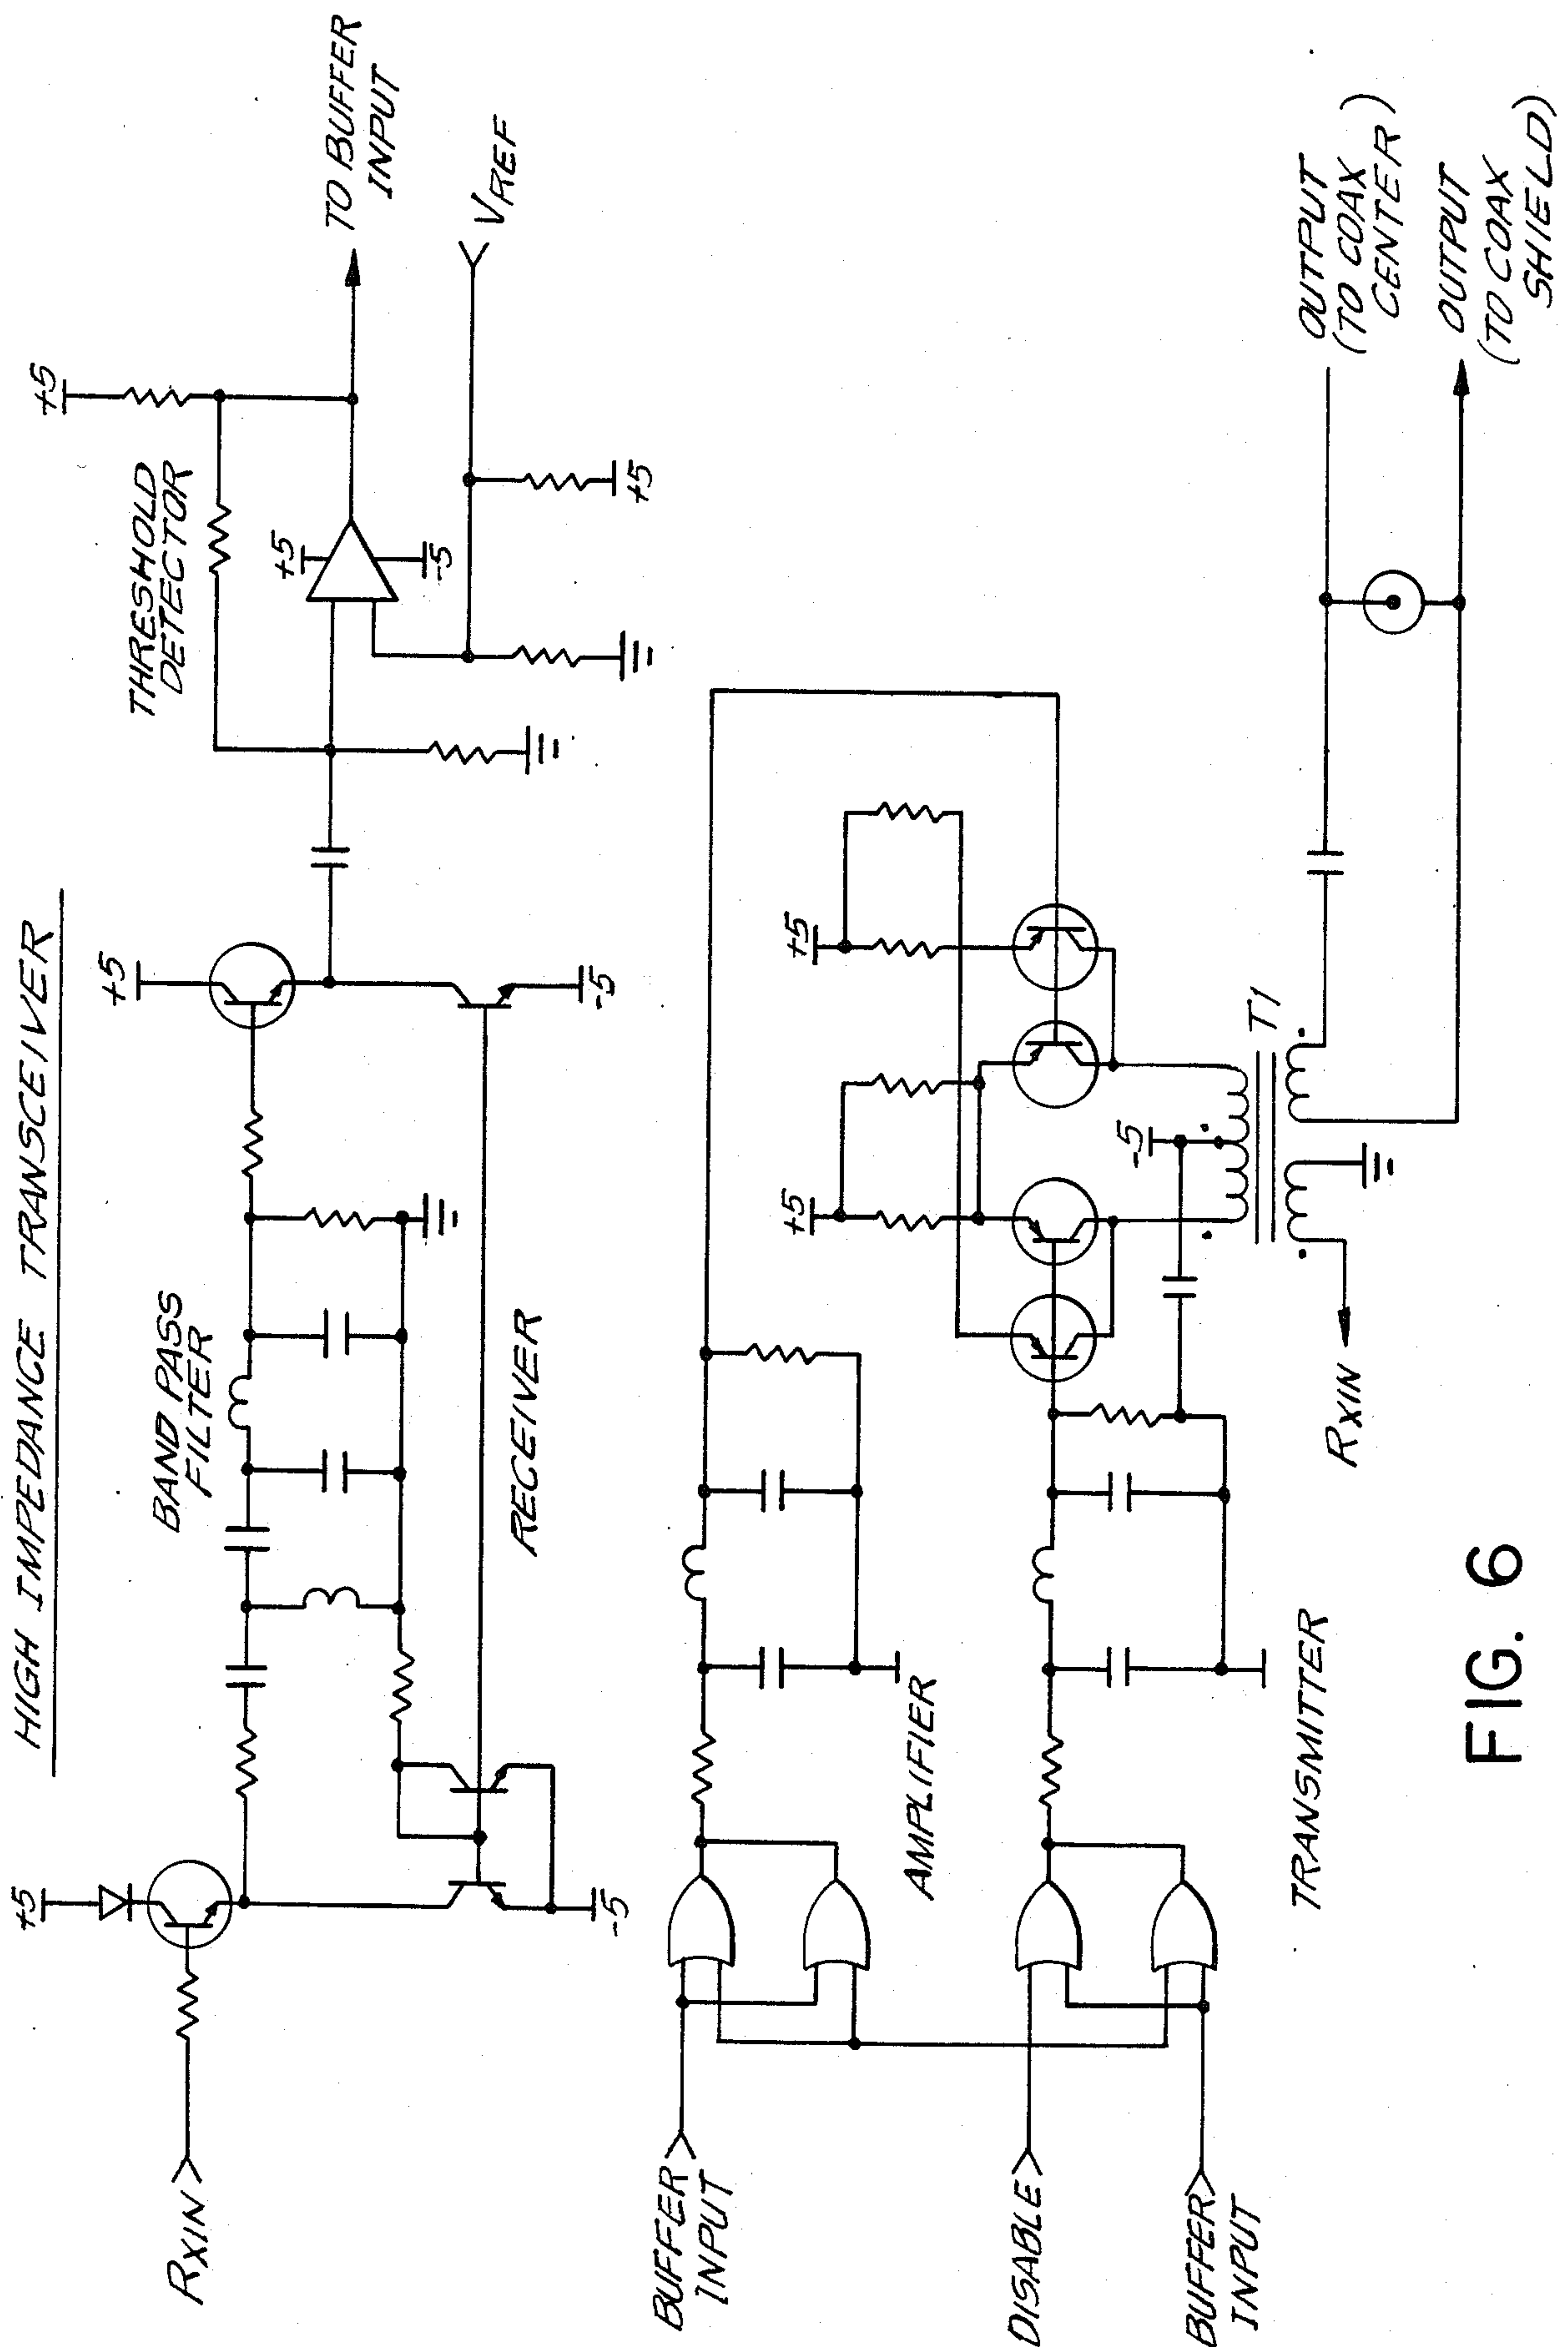 HIGH IMPEDANCE TRANSCEIVER
+5
+5
+5
BAND PASS
FILTER
THRESHOLD
DETECTOR
+5
-5
TO BUFFER
INPUT
VREF
+5
RXIN
-5
-5
RECEIVER
BUFFER
INPUT
AMPLIFIER
+5
+5
DISABLE
-5
T1
BUFFER
INPUT
TRANSMITTER
RXIN
OUTPUT
(TO COAX
CENTER)
OUTPUT
(TO COAX
SHIELD)
FIG. 6